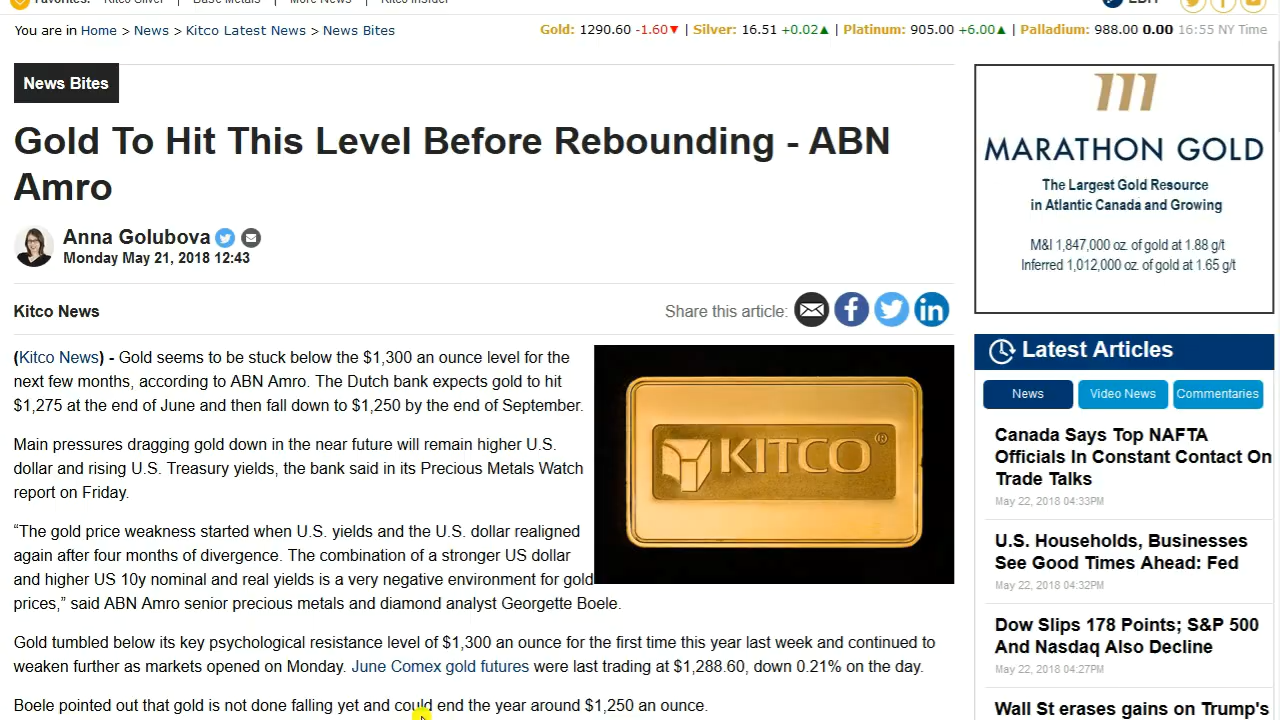 Favorites: Kitco Silver | Base Metals | More News | Kitco Insider
You are in Home > News > Kitco Latest News > News Bites
Gold: 1290.60 -1.60▼ | Silver: 16.51 +0.02▲ | Platinum: 905.00 +6.00▲ | Palladium: 988.00 0.00 16:55 NY Time
News Bites
Gold To Hit This Level Before Rebounding - ABN
Amro
Anna Golubova
Monday May 21, 2018 12:43
Kitco News
Share this article:
(Kitco News) - Gold seems to be stuck below the $1,300 an ounce level for the
next few months, according to ABN Amro. The Dutch bank expects gold to hit
$1,275 at the end of June and then fall down to $1,250 by the end of September.
Main pressures dragging gold down in the near future will remain higher U.S.
dollar and rising U.S. Treasury yields, the bank said in its Precious Metals Watch
report on Friday.
“The gold price weakness started when U.S. yields and the U.S. dollar realigned
again after four months of divergence. The combination of a stronger US dollar
and higher US 10y nominal and real yields is a very negative environment for gold
prices,” said ABN Amro senior precious metals and diamond analyst Georgette Boele.
Gold tumbled below its key psychological resistance level of $1,300 an ounce for the first time this year last week and continued to
weaken further as markets opened on Monday. June Comex gold futures were last trading at $1,288.60, down 0.21% on the day.
Boele pointed out that gold is not done falling yet and could end the year around $1,250 an ounce.
KITCO®
MARATHON GOLD
The Largest Gold Resource
in Atlantic Canada and Growing
M&I 1,847,000 oz. of gold at 1.88 g/t
Inferred 1,012,000 oz. of gold at 1.65 g/t
Latest Articles
News
Video News
Commentaries
Canada Says Top NAFTA
Officials In Constant Contact On
Trade Talks
May 22, 2018 04:33PM
U.S. Households, Businesses
See Good Times Ahead: Fed
May 22, 2018 04:32PM
Dow Slips 178 Points; S&P 500
And Nasdaq Also Decline
May 22, 2018 04:27PM
Wall St erases gains on Trump's